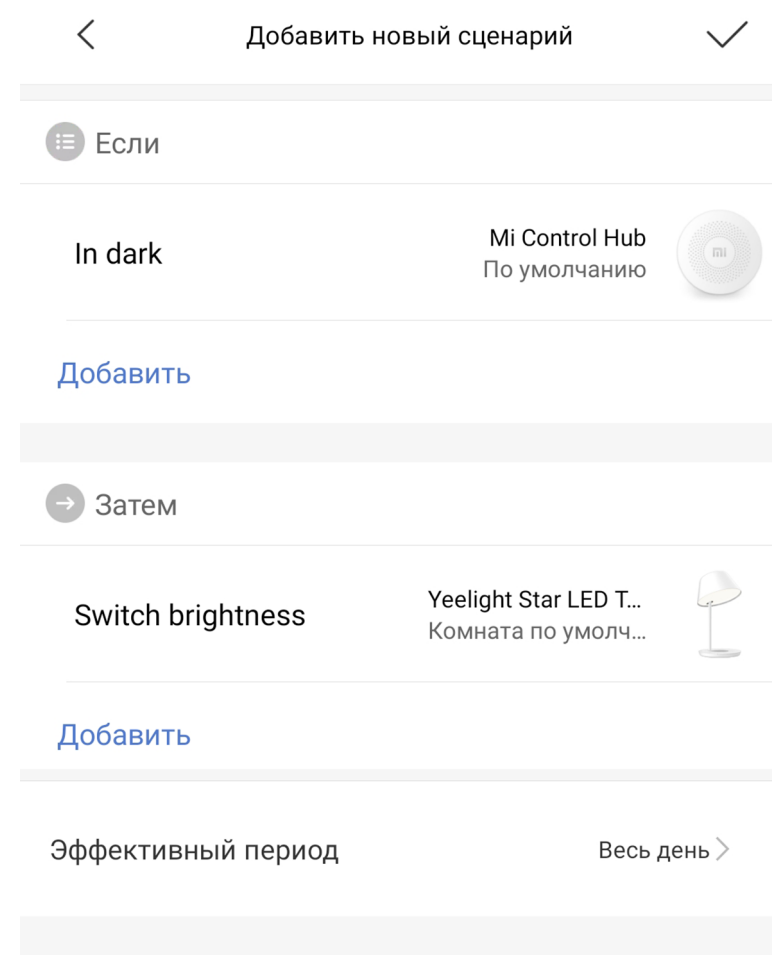 Добавить новый сценарий
Если
In dark
Mi Control Hub
По умолчанию
Добавить
Затем
Switch brightness
Yeelight Star LED T...
Комната по умолч...
Добавить
Эффективный период
Весь день